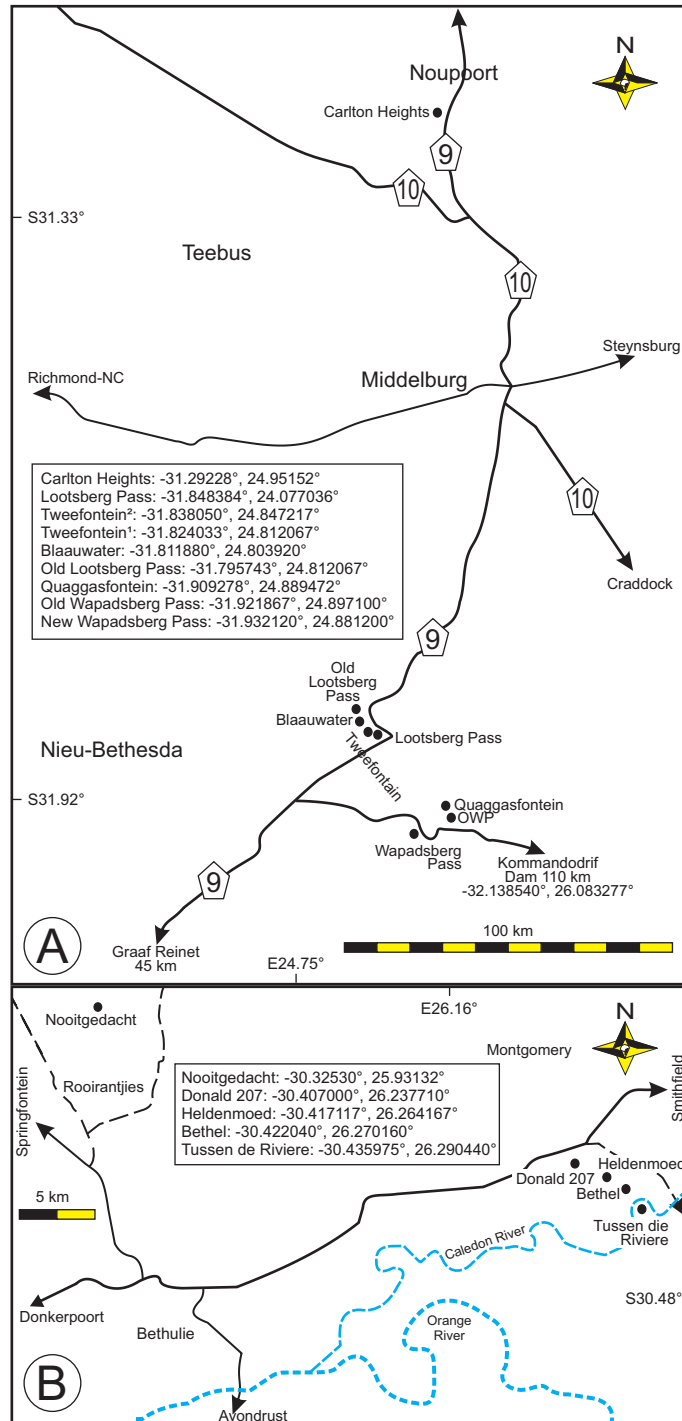 N
Noupoort
Carlton Heights
9
10
S31.33°
Teebus
10
Steynsburg
Richmond-NC
Middelburg
Carlton Heights: -31.29228°, 24.95152°
Lootsberg Pass: -31.848384°, 24.077036°
Tweefontein²: -31.838050°, 24.847217°
Tweefontein¹: -31.824033°, 24.812067°
Blaauwater: -31.811880°, 24.803920°
Old Lootsberg Pass: -31.795743°, 24.812067°
Quaggasfontein: -31.909278°, 24.889472°
Old Wapadsberg Pass: -31.921867°, 24.897100°
New Wapadsberg Pass: -31.932120°, 24.881200°
10
Craddock
9
Old
Lootsberg
Pass
Blaauwater
Lootsberg Pass
Tweefontain
Nieu-Bethesda
S31.92°
Quaggasfontein
OWP
Wapadsberg
Pass
Kommandodrif
Dam 110 km
-32.138540°, 26.083277°
9
A
Graaf Reinet
45 km
100 km
E24.75°
E26.16°
N
Nooitgedacht
Montgomery
Rooirantjies
Springfontein
Smithfield
Nooitgedacht: -30.32530°, 25.93132°
Donald 207: -30.407000°, 26.237710°
Heldenmoed: -30.417117°, 26.264167°
Bethel: -30.422040°, 26.270160°
Tussen de Riviere: -30.435975°, 26.290440°
5 km
Donald 207
Heldenmoed
Bethel
Tussen die
Riviere
Caledon River
S30.48°
Donkerpoort
Bethulie
Orange
River
B
Avondrust